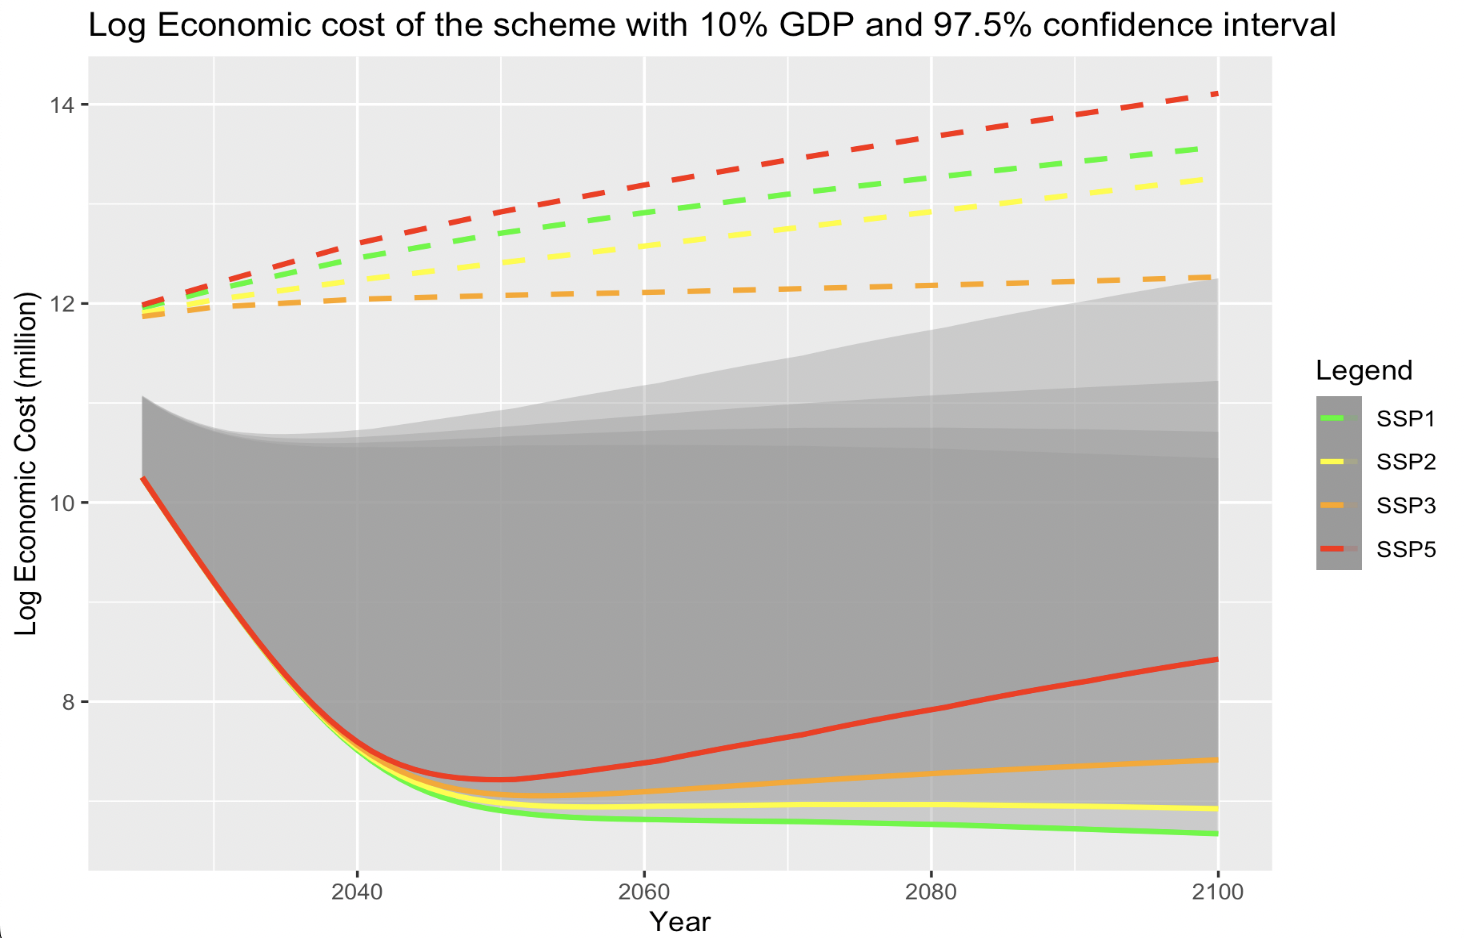 Log Economic cost of the scheme with 10% GDP and 97.5% confidence interval
Log Economic Cost (million)
14
12
10
8
2040
2060
2080
2100
Year
Legend
SSP1
SSP2
SSP3
SSP5